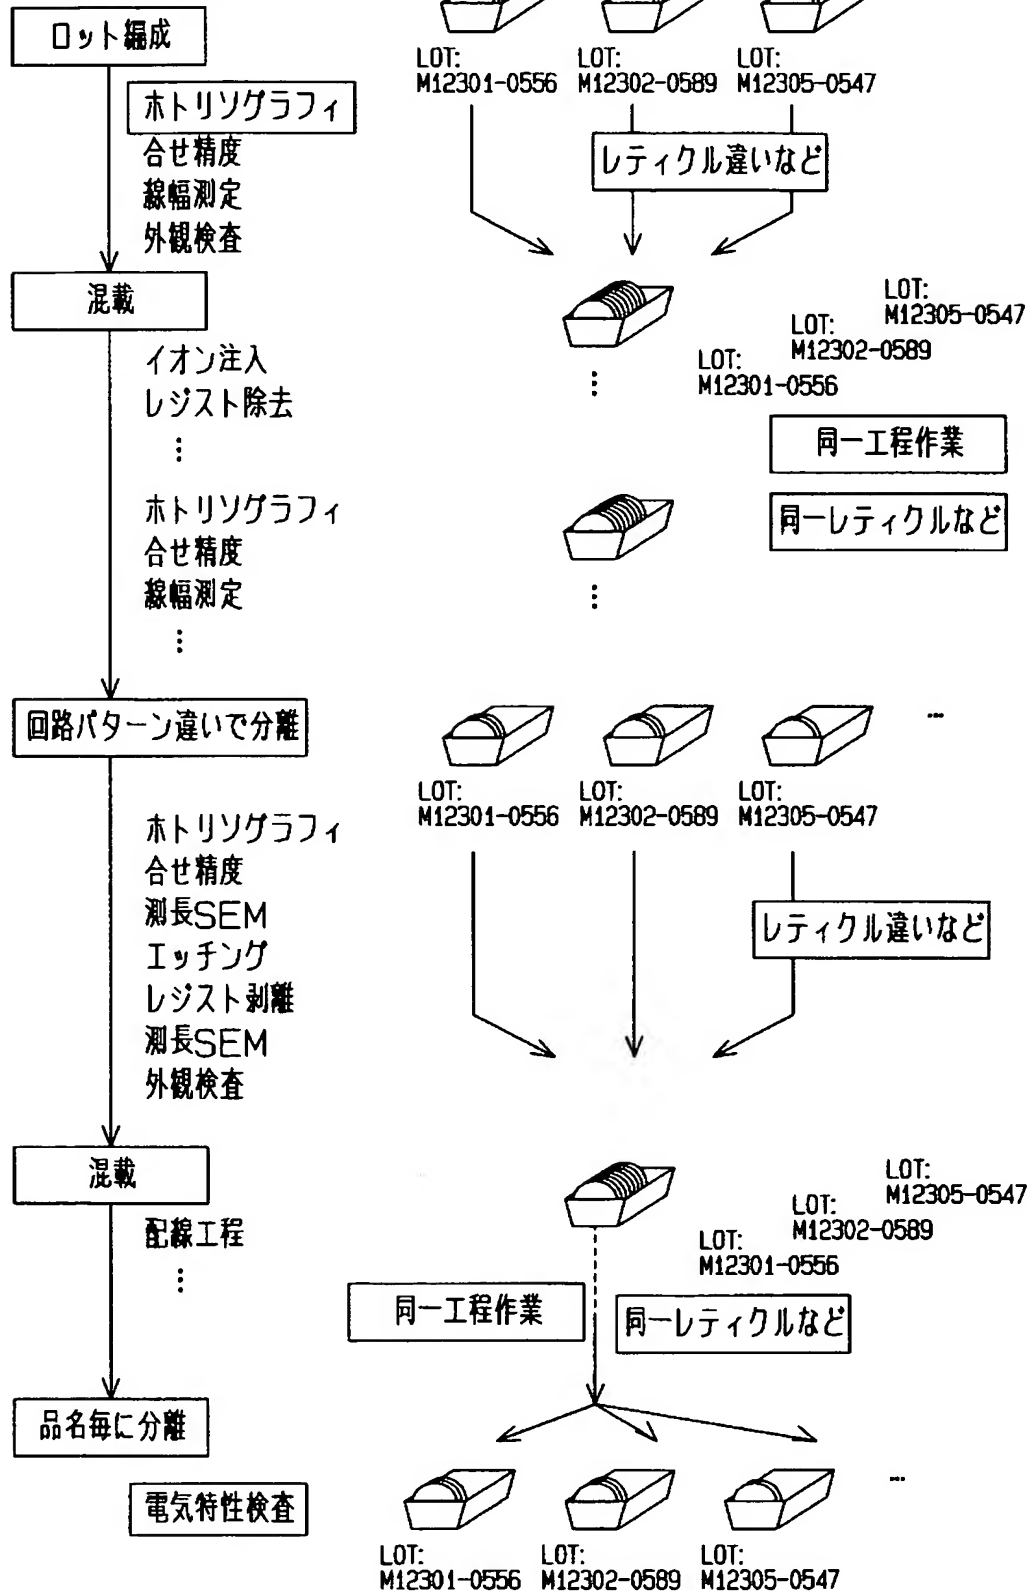 ロット編成
LOT:
M12301-0556
LOT:
M12302-0589
LOT:
M12305-0547
ホトリソグラフィ
合せ精度
線幅測定
外観検査
レティクル違いなど
混載
LOT:
M12305-0547
LOT:
M12302-0589
LOT:
M12301-0556
イオン注入
レジスト除去
⋮
⋮
同一工程作業
同一レティクルなど
ホトリソグラフィ
合せ精度
線幅測定
⋮
⋮
回路パターン違いで分離
…
LOT:
M12301-0556
LOT:
M12302-0589
LOT:
M12305-0547
ホトリソグラフィ
合せ精度
測長SEM
エッチング
レジスト剥離
測長SEM
外観検査
レティクル違いなど
混載
LOT:
M12305-0547
LOT:
M12302-0589
LOT:
M12301-0556
配線工程
⋮
同一工程作業
同一レティクルなど
品名毎に分離
…
電気特性検査
LOT:
M12301-0556
LOT:
M12302-0589
LOT:
M12305-0547